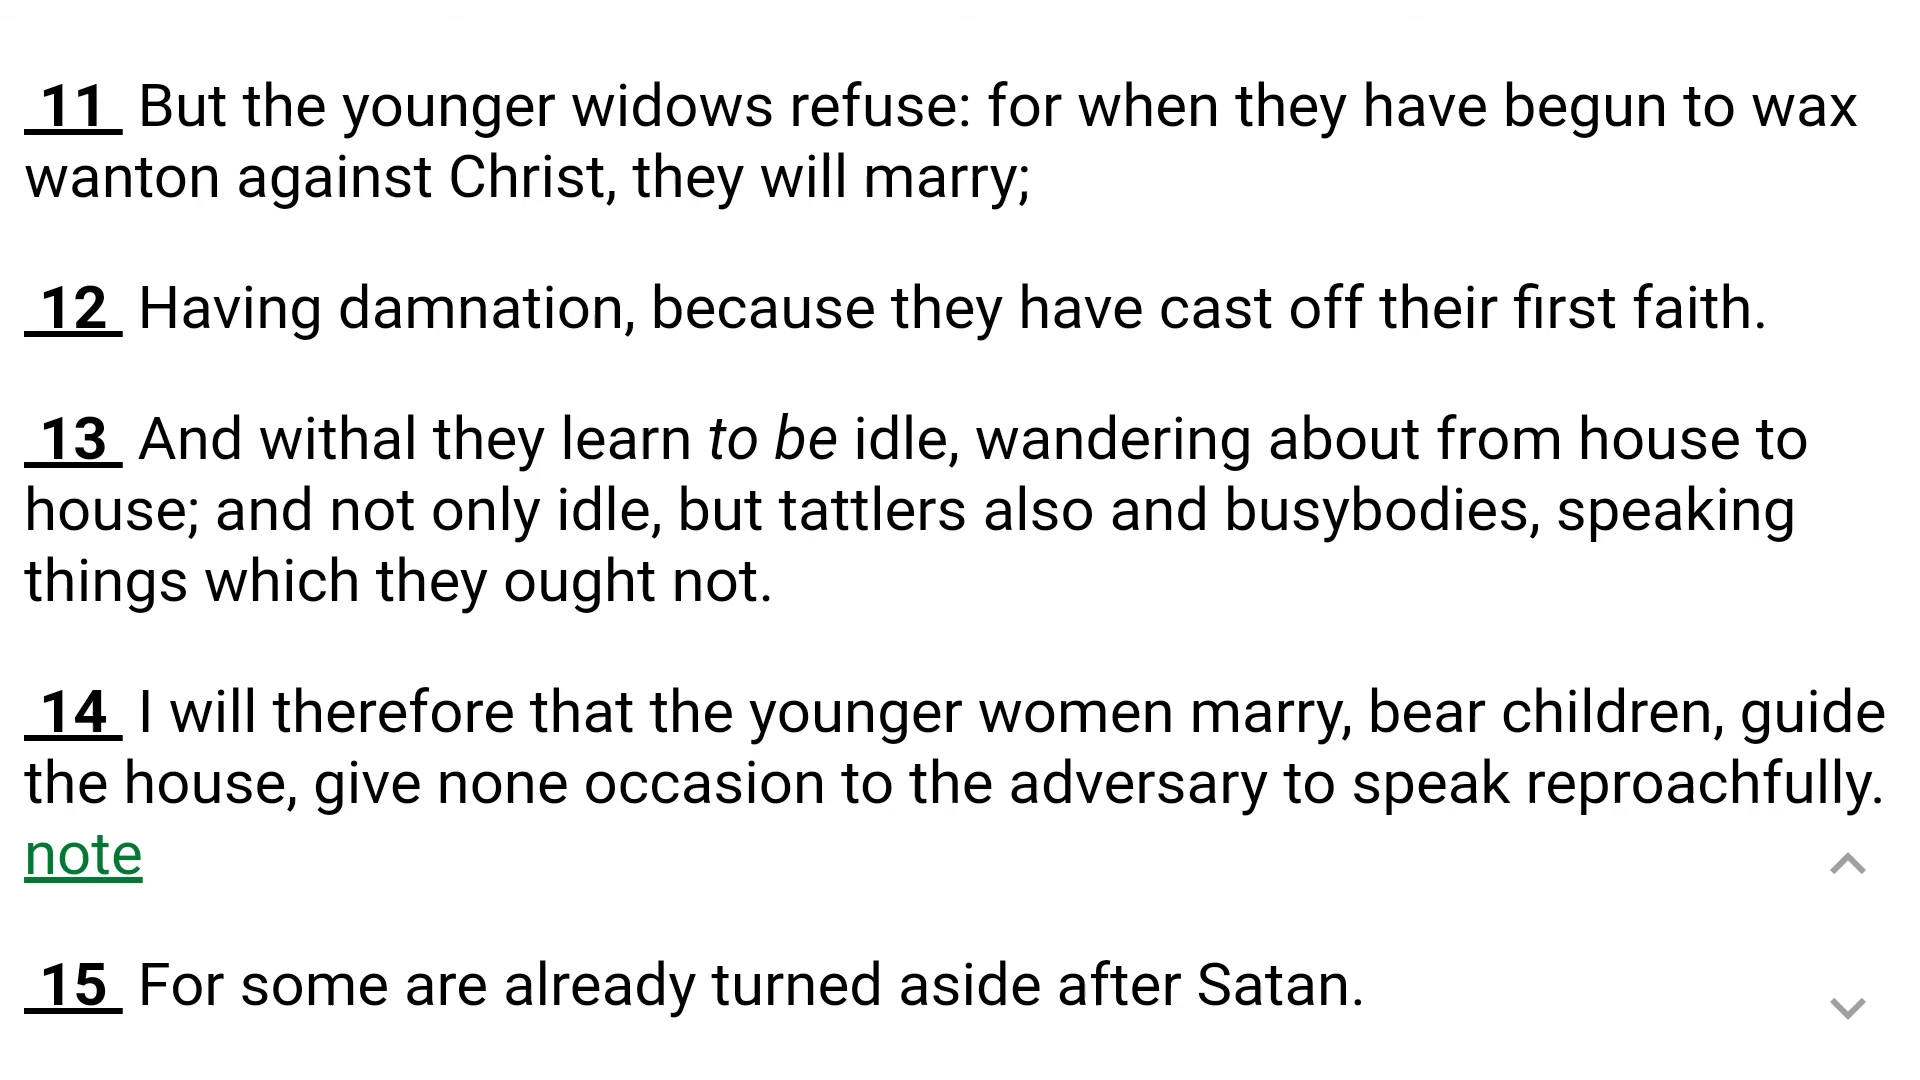 11 But the younger widows refuse: for when they have begun to wax
wanton against Christ, they will marry;
12 Having damnation, because they have cast off their first faith.
13 And withal they learn to be idle, wandering about from house to
house; and not only idle, but tattlers also and busybodies, speaking
things which they ought not.
14 I will therefore that the younger women marry, bear children, guide
the house, give none occasion to the adversary to speak reproachfully.
note
15 For some are already turned aside after Satan.